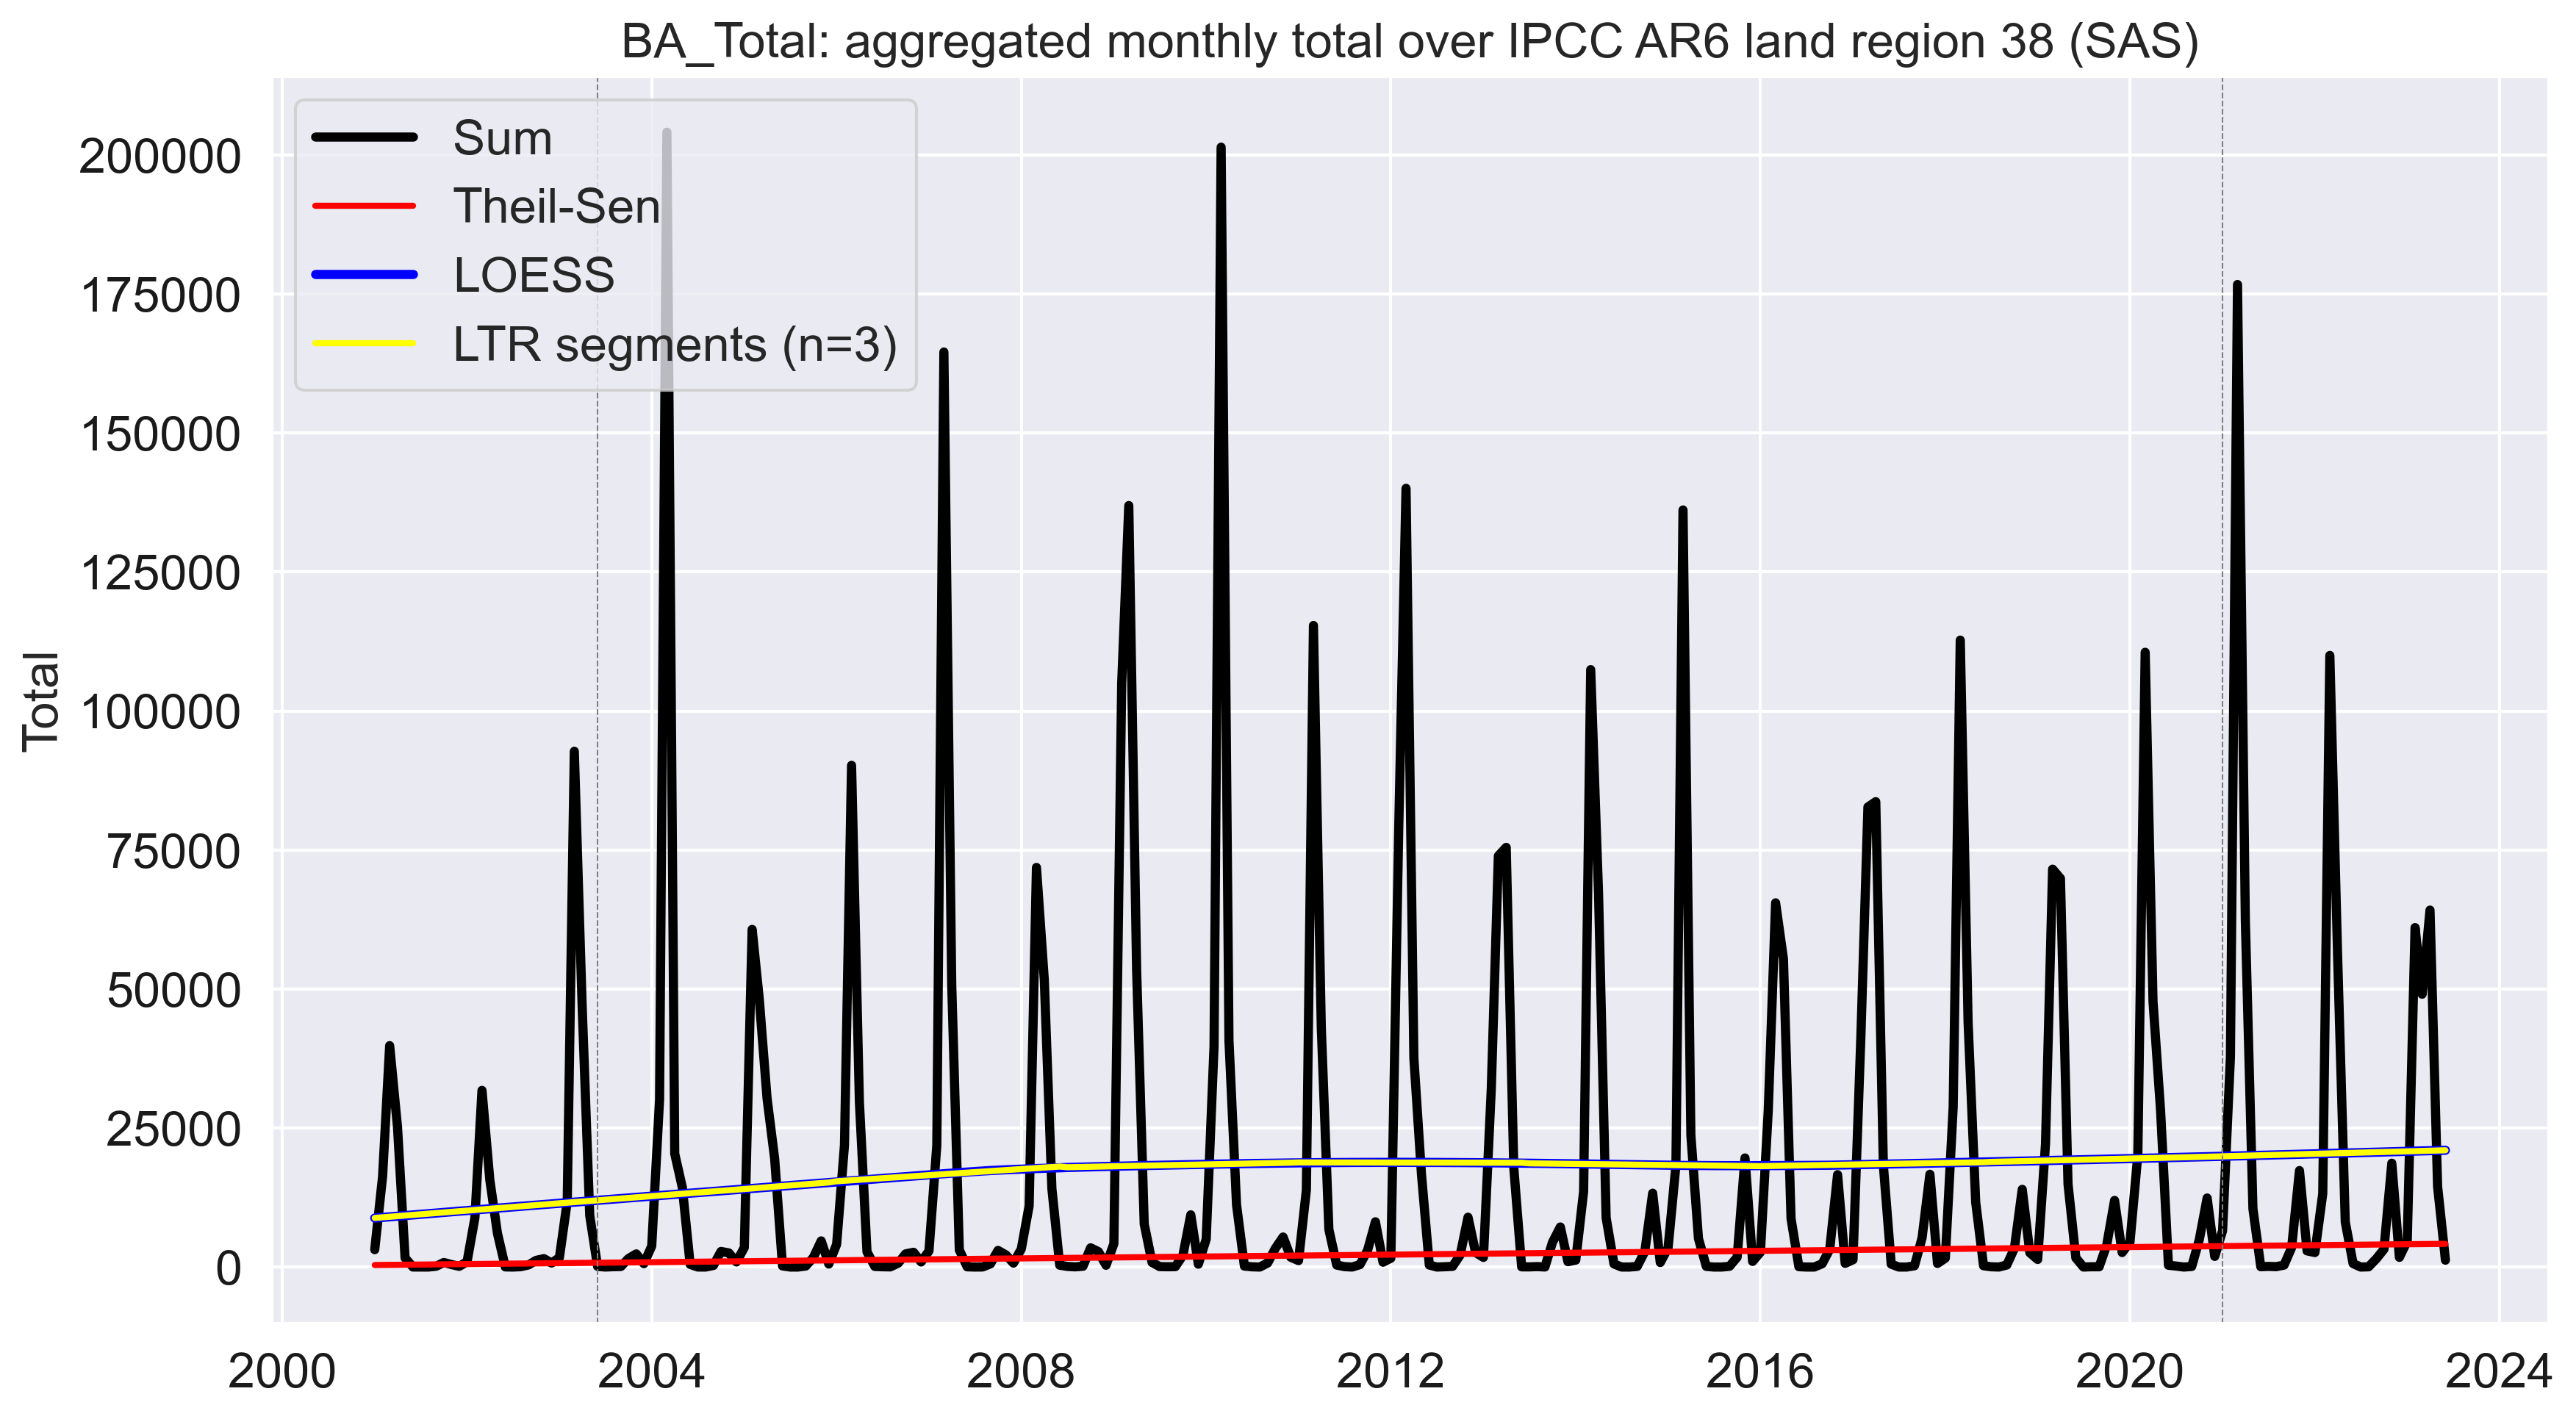 BA_Total: aggregated monthly total over IPCC AR6 land region 38 (SAS)
Sum
Theil-Sen
LOESS
LTR segments (n=3)
Total
200000
175000
150000
125000
100000
75000
50000
25000
0
2000
2004
2008
2012
2016
2020
2024